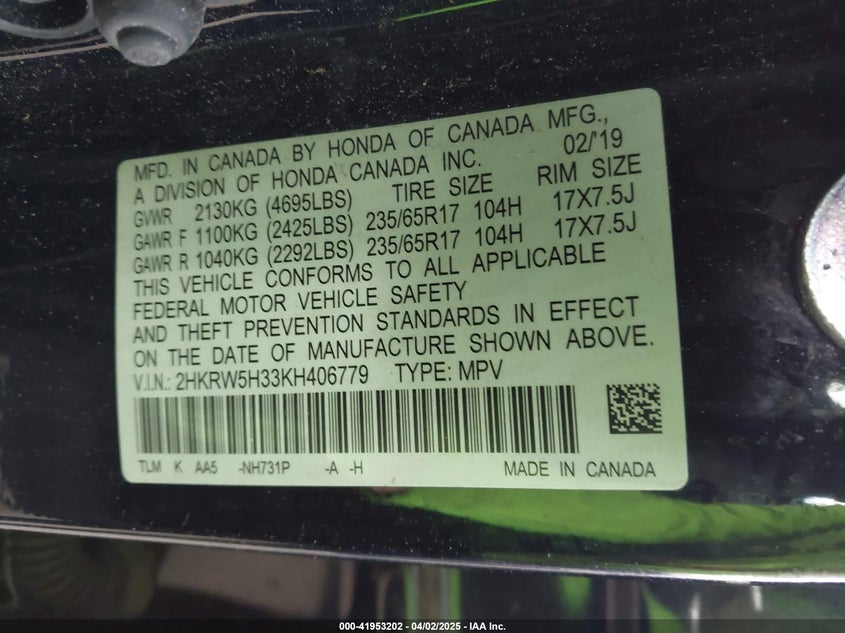 MFD. IN CANADA BY HONDA OF CANADA MFG.,
A DIVISION OF HONDA CANADA INC. 02/'19
GVWR 2130KG (4695LBS) TIRE SIZE RIM SIZE
GAWR F 1100KG (2425LBS) 235/65R17 104H 17X7.5J
GAWR R 1040KG (2292LBS) 235/65R17 104H 17X7.5J
THIS VEHICLE CONFORMS TO ALL APPLICABLE
FEDERAL MOTOR VEHICLE SAFETY
AND THEFT PREVENTION STANDARDS IN EFFECT
ON THE DATE OF MANUFACTURE SHOWN ABOVE.
V.I.N.: 2HKRW5H33KH406779 TYPE: MPV
TLM K AA5 -NH731P -A -H MADE IN CANADA
000-41953202 - 04/02/2025 - IAA Inc.